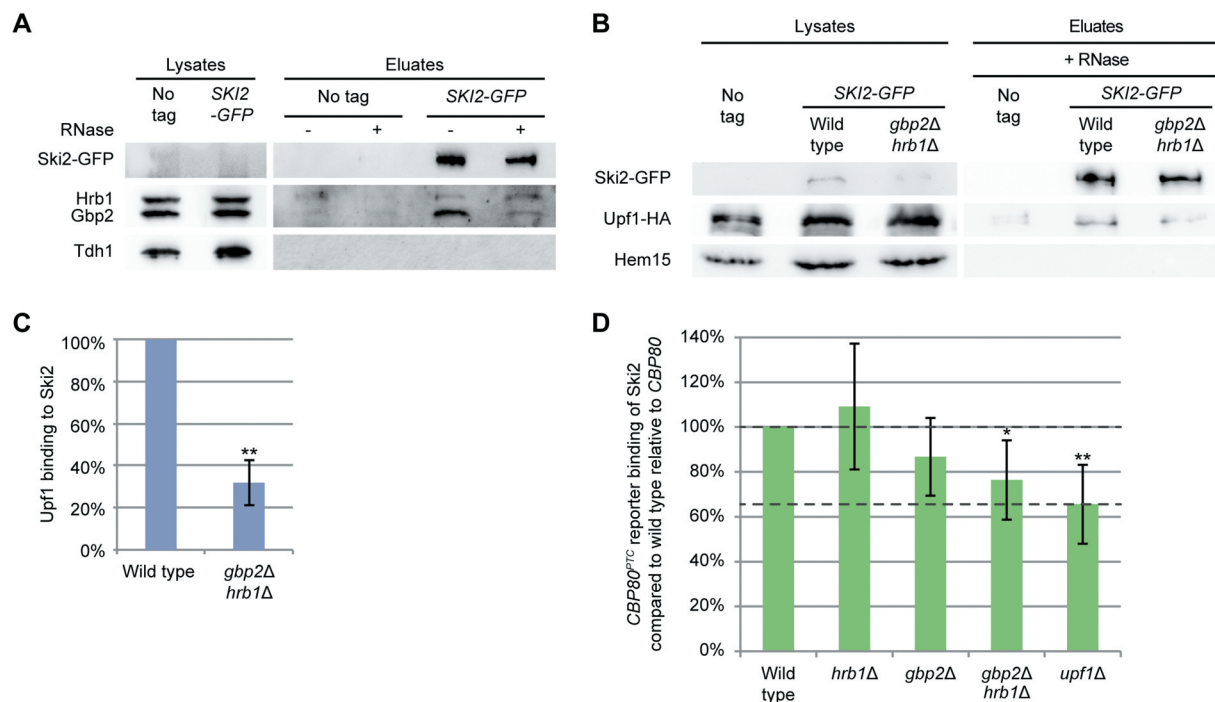 A
Lysates
Eluates
No tag
SKI2 -GFP
No tag
SKI2-GFP
RNase
- + - +
Ski2-GFP
Hrb1
Gbp2
Tdh1
B
Lysates
Eluates
+ RNase
No tag
SKI2-GFP
Wild type
gbp2Δ hrb1Δ
No tag
SKI2-GFP
Wild type
gbp2Δ hrb1Δ
Ski2-GFP
Upf1-HA
Hem15
C
Upf1 binding to Ski2
100%
80%
60%
40%
20%
0%
**
Wild type
gbp2Δ
hrb1Δ
D
CBP80PTC reporter binding of Ski2
compared to wild type relative to CBP80
140%
120%
100%
80%
60%
40%
20%
0%
*
**
Wild
type
hrb1Δ
gbp2Δ
gbp2Δ
hrb1Δ
upf1Δ